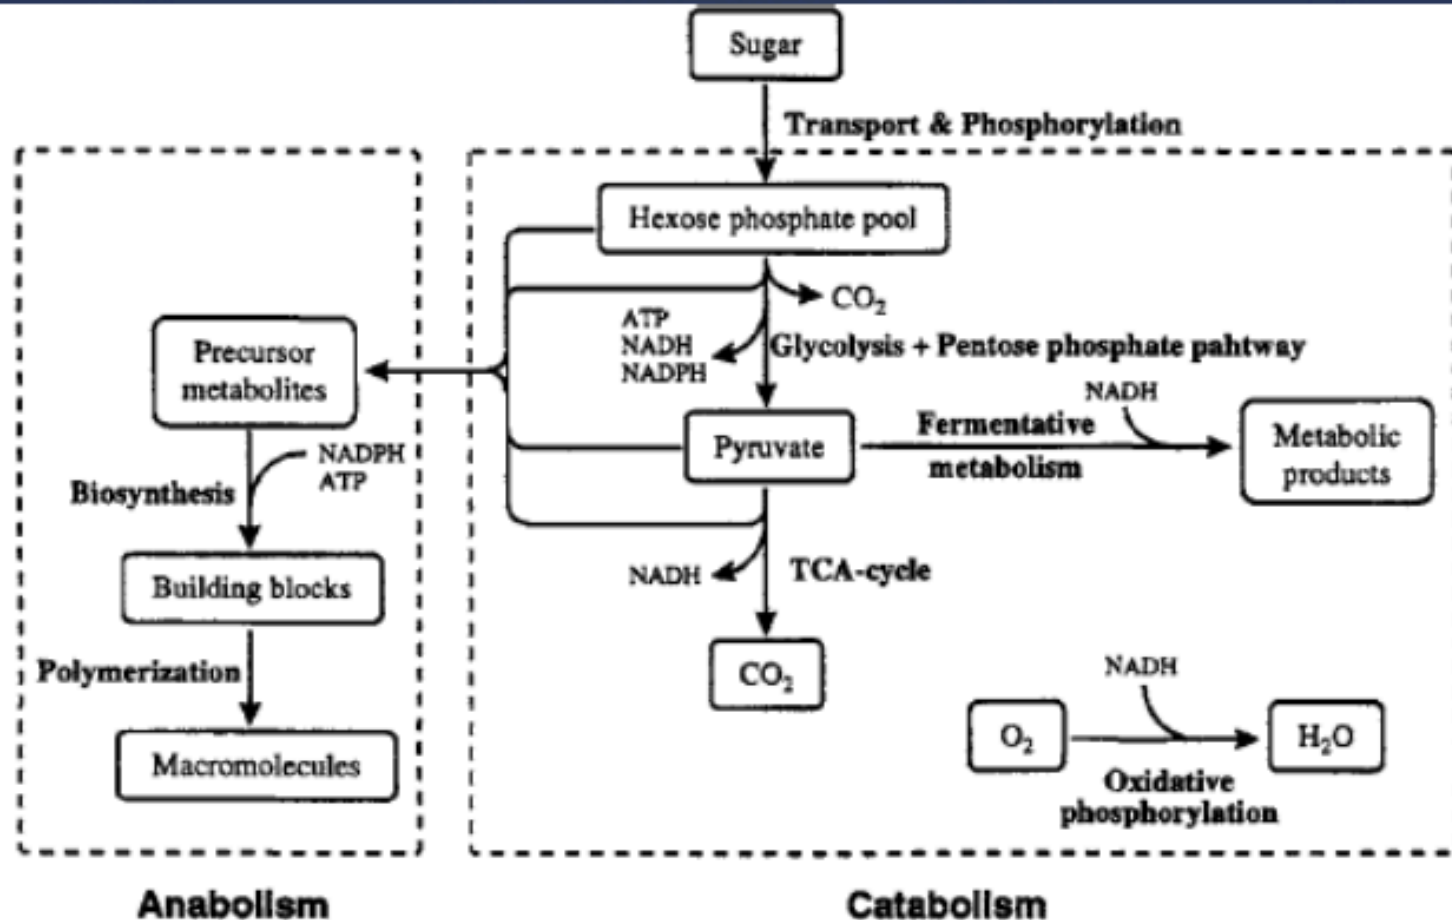 Sugar
Transport & Phosphorylation
Hexose phosphate pool
CO₂
ATP
NADH
NADPH
Glycolysis + Pentose phosphate pahtway
Precursor
metabolites
NADH
Fermentative
metabolism
Pyruvate
Metabolic
products
NADPH
ATP
Biosynthesis
Building blocks
NADH
TCA-cycle
Polymerization
CO₂
NADH
O₂
H₂O
Oxidative
phosphorylation
Macromolecules
Anabolism
Catabolism